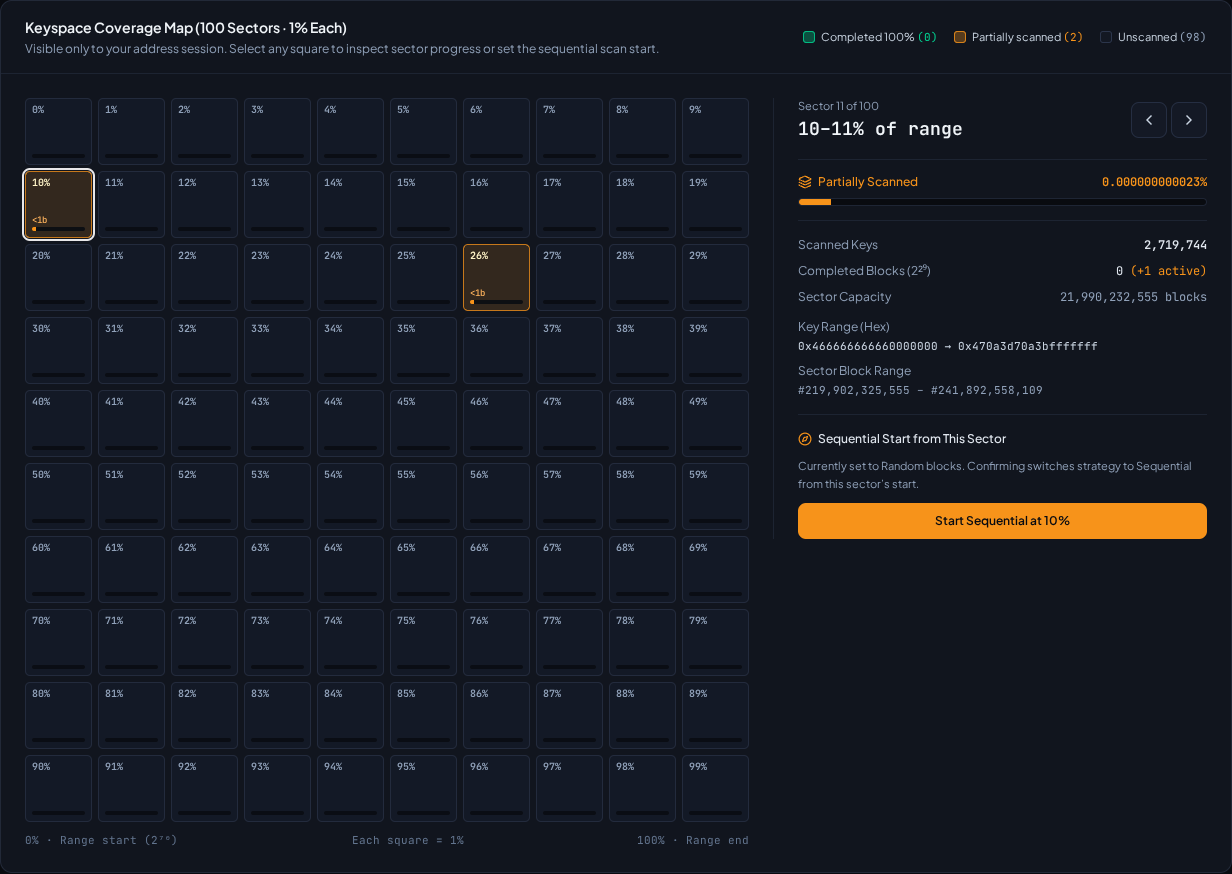 Keyspace Coverage Map (100 Sectors · 1% Each)
Visible only to your address session. Select any square to inspect sector progress or set the sequential scan start.
Completed 100% (0) Partially scanned (2) Unscanned (98)
0% 1% 2% 3% 4% 5% 6% 7% 8% 9%
10% 11% 12% 13% 14% 15% 16% 17% 18% 19%
<1b
20% 21% 22% 23% 24% 25% 26% 27% 28% 29%
<1b
30% 31% 32% 33% 34% 35% 36% 37% 38% 39%
40% 41% 42% 43% 44% 45% 46% 47% 48% 49%
50% 51% 52% 53% 54% 55% 56% 57% 58% 59%
60% 61% 62% 63% 64% 65% 66% 67% 68% 69%
70% 71% 72% 73% 74% 75% 76% 77% 78% 79%
80% 81% 82% 83% 84% 85% 86% 87% 88% 89%
90% 91% 92% 93% 94% 95% 96% 97% 98% 99%
0% · Range start (2⁷⁰) Each square = 1% 100% · Range end
Sector 11 of 100
10–11% of range
Partially Scanned 0.000000000023%
Scanned Keys 2,719,744
Completed Blocks (2²⁹) 0 (+1 active)
Sector Capacity 21,990,232,555 blocks
Key Range (Hex)
0x466666666660000000 → 0x470a3d70a3bfffffff
Sector Block Range
#219,902,325,555 – #241,892,558,109
Sequential Start from This Sector
Currently set to Random blocks. Confirming switches strategy to Sequential
from this sector's start.
Start Sequential at 10%